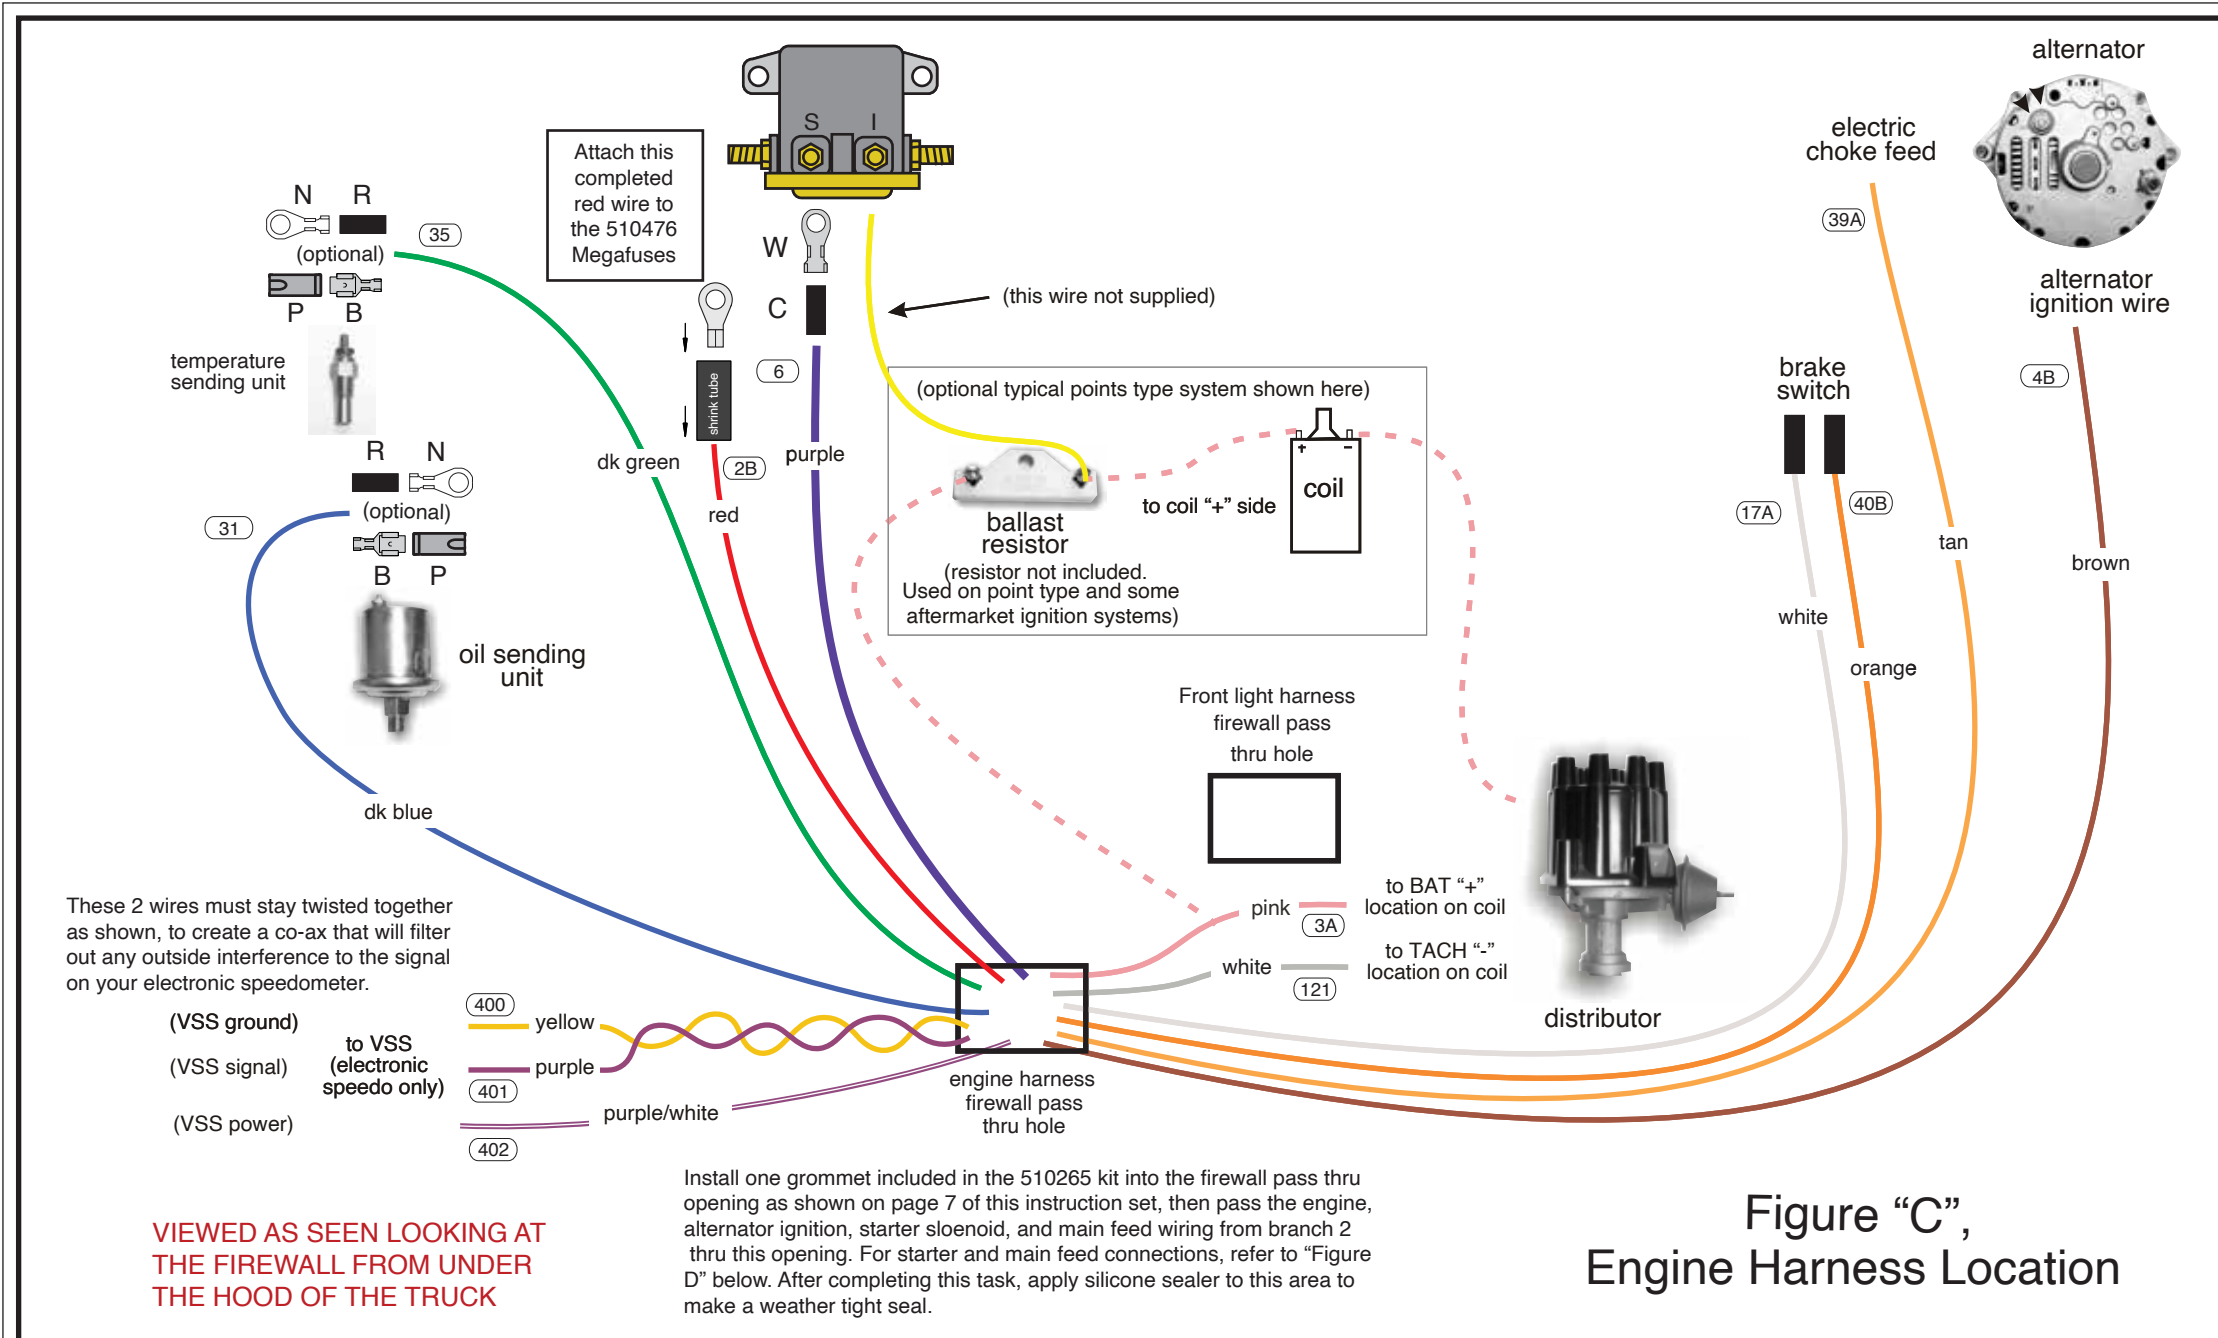 alternator
S I
electric
choke feed
39A
Attach this
completed
red wire to
the 510476
Megafuses
N R
(optional)
35
P B
temperature
sending unit
W
C
6
(this wire not supplied)
alternator
ignition wire
4B
shrink tube
brake
switch
(optional typical points type system shown here)
+ -
coil
to coil “+” side
ballast
resistor
(resistor not included.
Used on point type and some
aftermarket ignition systems)
R N
(optional)
31
B P
oil sending
unit
dk green
2B
red
purple
17A
40B
tan
brown
white
orange
Front light harness
firewall pass
thru hole
dk blue
These 2 wires must stay twisted together
as shown, to create a co-ax that will filter
out any outside interference to the signal
on your electronic speedometer.
pink
3A
to BAT “+”
location on coil
white
121
to TACH “-”
location on coil
distributor
400
(VSS ground)
yellow
to VSS
(electronic
speedo only)
(VSS signal)
purple
401
(VSS power)
purple/white
402
engine harness
firewall pass
thru hole
Install one grommet included in the 510265 kit into the firewall pass thru
opening as shown on page 7 of this instruction set, then pass the engine,
alternator ignition, starter sloenoid, and main feed wiring from branch 2
thru this opening. For starter and main feed connections, refer to “Figure
D” below. After completing this task, apply silicone sealer to this area to
make a weather tight seal.
VIEWED AS SEEN LOOKING AT
THE FIREWALL FROM UNDER
THE HOOD OF THE TRUCK
Figure “C”,
Engine Harness Location